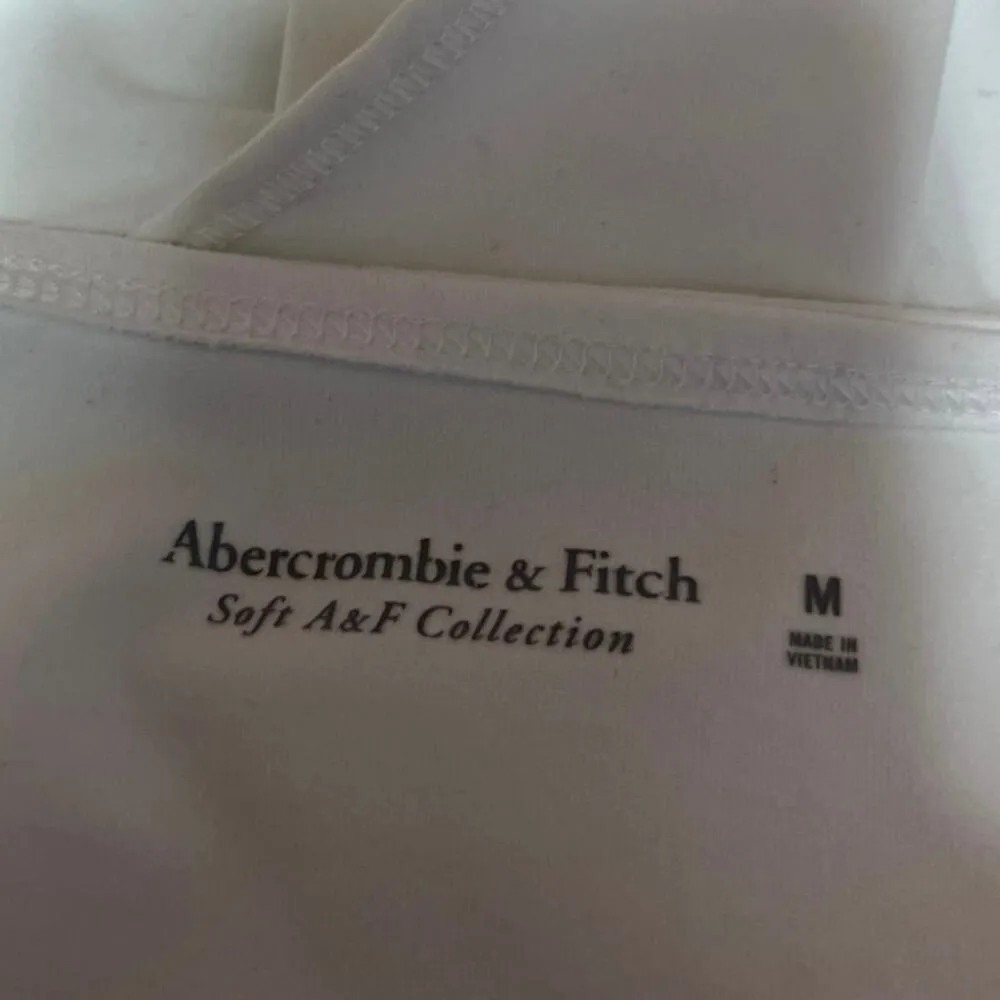 Abercrombie & Fitch
Soft A&F Collection
M
MADE IN
VIETNAM